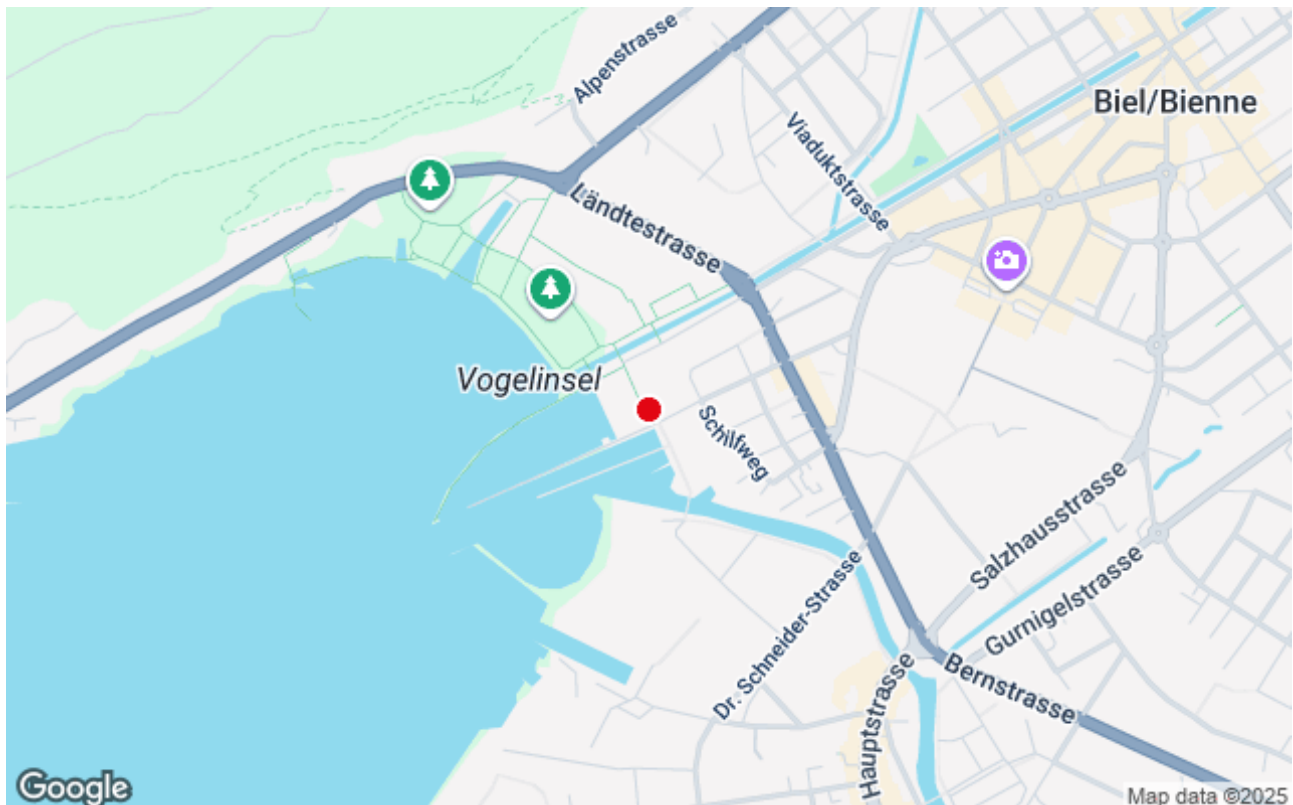 Alpenstrasse
Biel/Bienne
Viaduktstrasse
Ländtestrasse
Vogelinsel
Schilfweg
Salzhausstrasse
Gurnigelstrasse
Dr. Schneider-Strasse
Bernstrasse
Hauptstrasse
Google
Map data ©2025